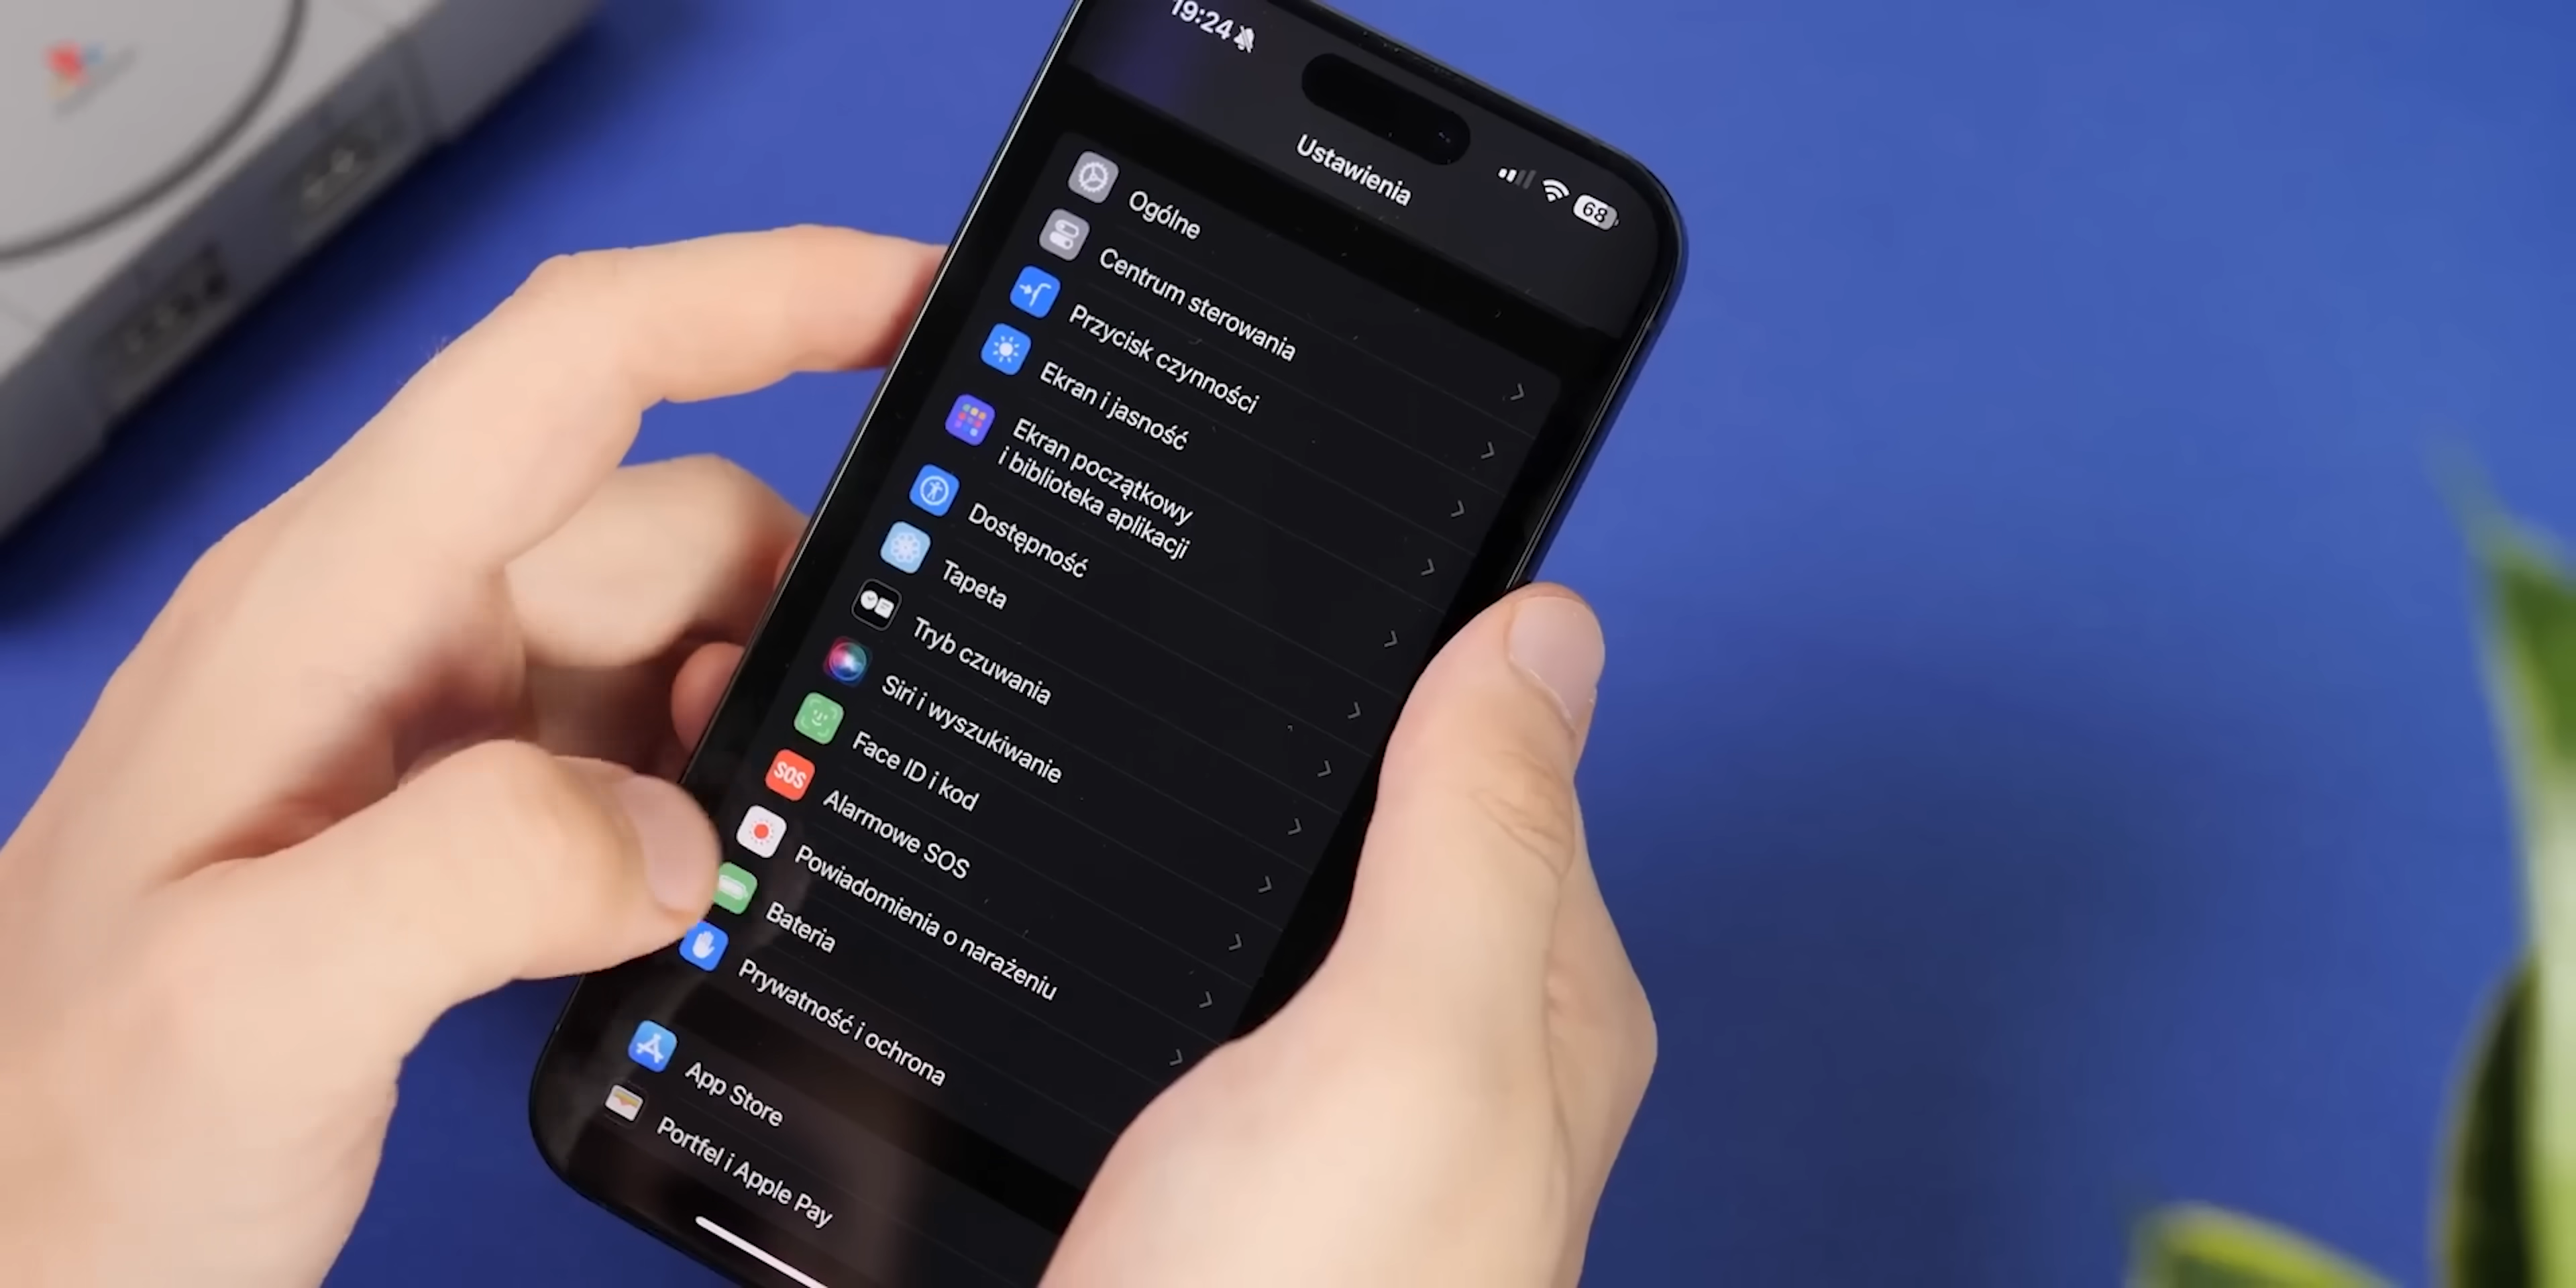 19:24
68
Ustawienia
Ogólne
Centrum sterowania
Przycisk czynności
Ekran i jasność
Ekran początkowy
i biblioteka aplikacji
Dostępność
Tapeta
Tryb czuwania
Siri i wyszukiwanie
Face ID i kod
SOS
Alarmowe SOS
Powiadomienia o narażeniu
Bateria
Prywatność i ochrona
App Store
Portfel i Apple Pay